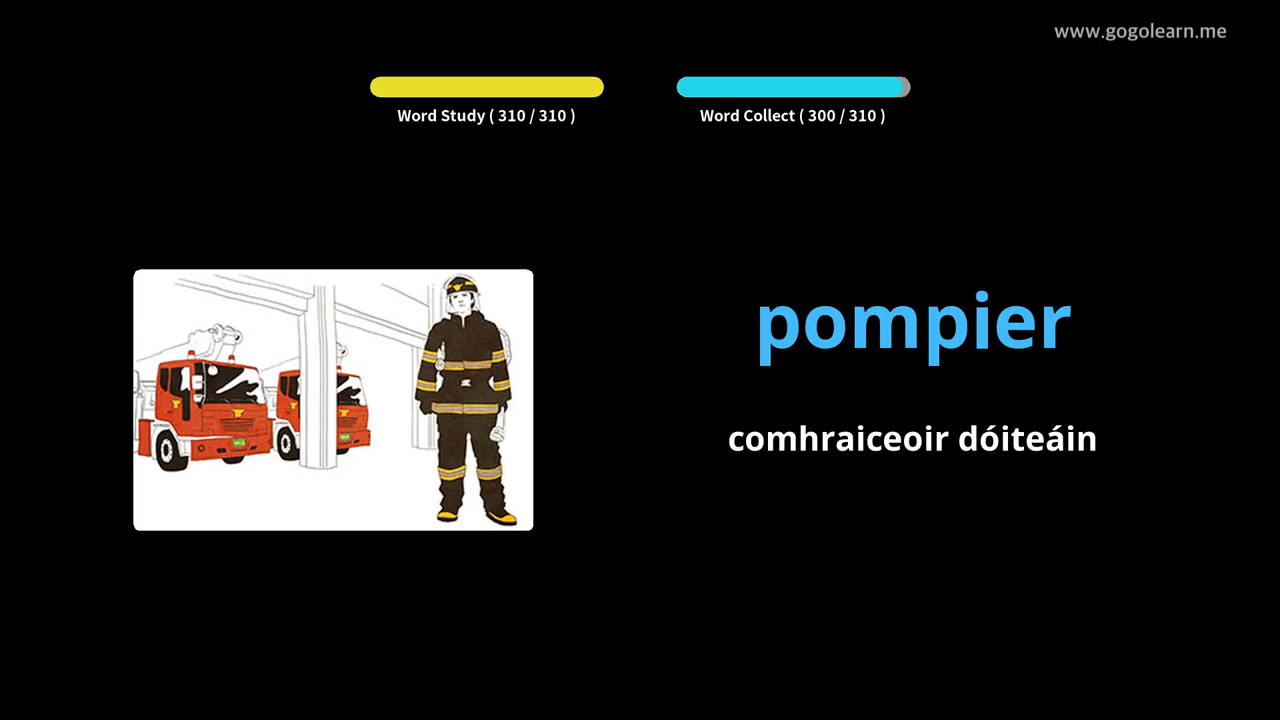 www.gogolearn.me
Word Study ( 310 / 310 )
Word Collect ( 300 / 310 )
pompier
comhraiceoir dóiteáin